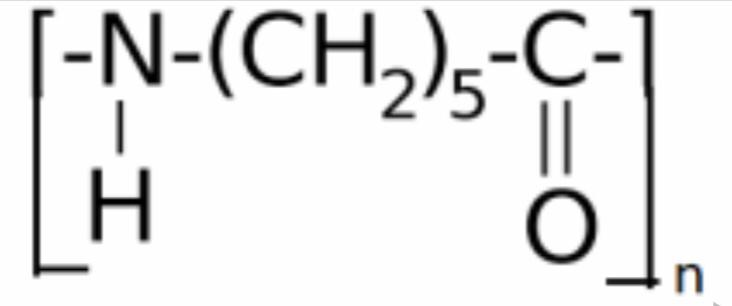 [-N-(CH₂)₅-C-]
H O
n